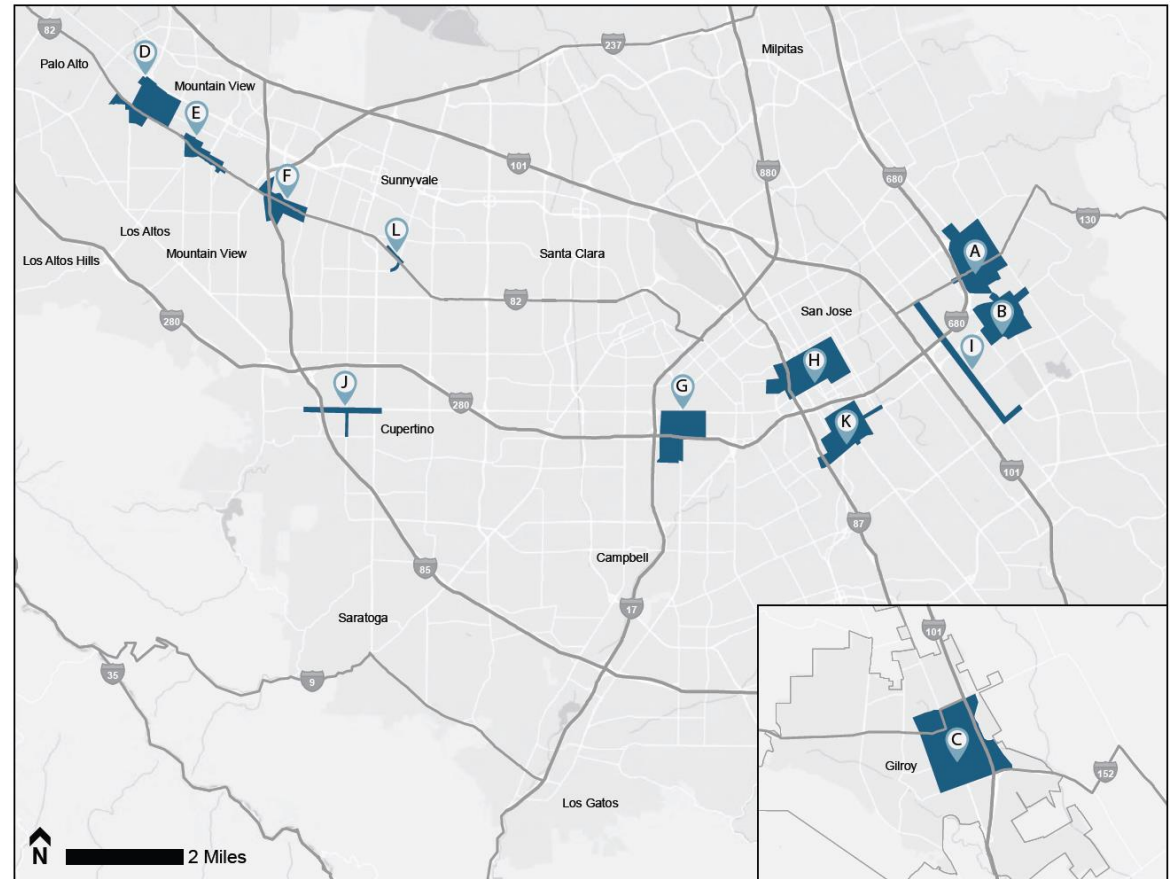 82
D
237
Milpitas
Palo Alto
Mountain View
E
101
880
680
F
Sunnyvale
130
L
Los Altos
Mountain View
Santa Clara
A
Los Altos Hills
82
San Jose
B
280
680
I
H
J
G
280
K
Cupertino
101
87
Campbell
85
17
Saratoga
101
35
9
C
Gilroy
152
Los Gatos
N
2 Miles